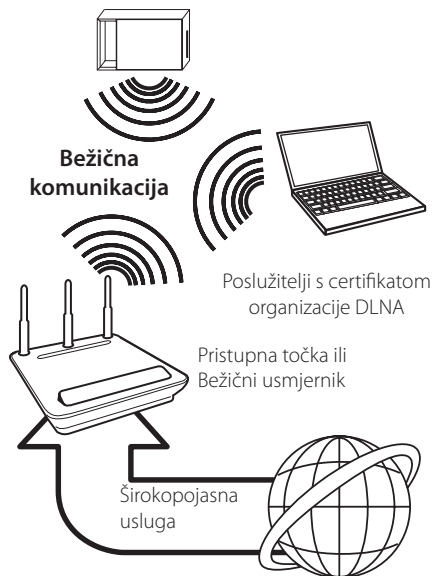 Bežična
komunikacija
Poslužitelji s certifikatom
organizacije DLNA
Pristupna točka ili
Bežični usmjernik
Širokopojasna
usluga